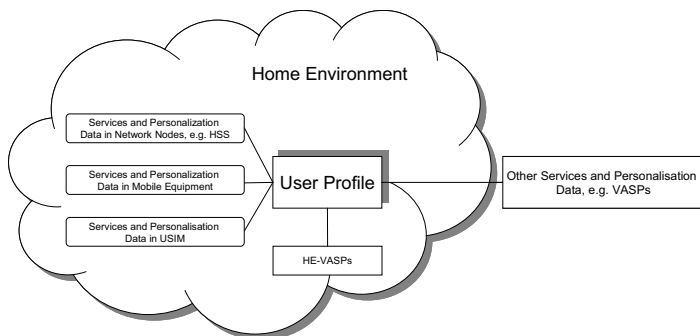 Home Environment
Services and Personalization
Data in Network Nodes, e.g. HSS
Services and Personalization
Data in Mobile Equipment
Services and Personalisation
Data in USIM
User Profile
HE-VASPs
Other Services and Personalisation
Data, e.g. VASPs